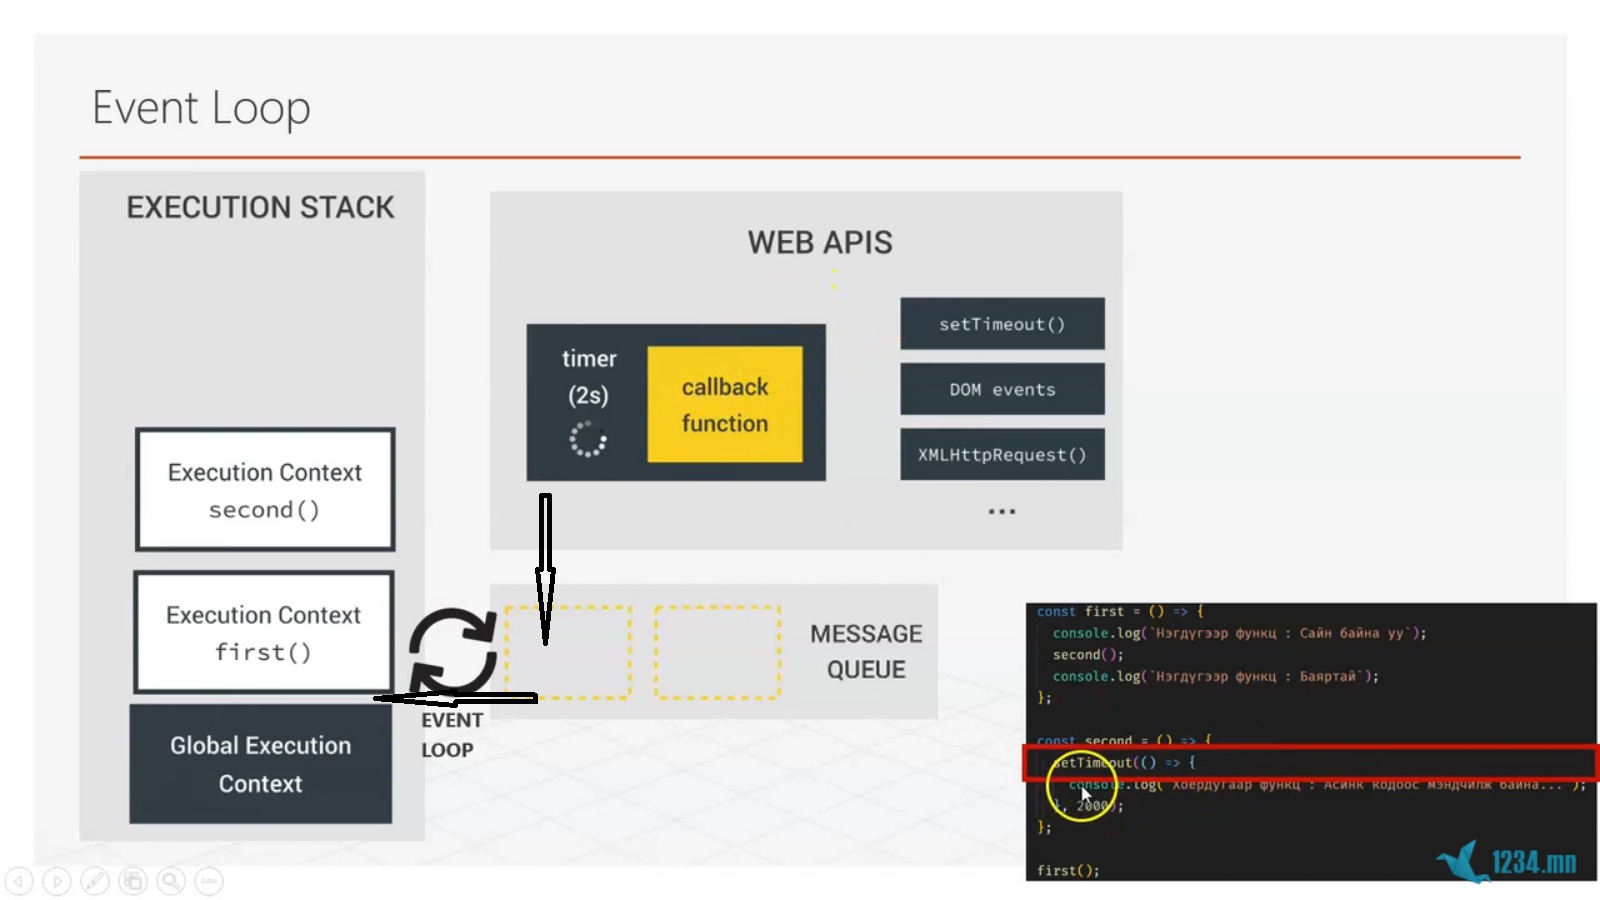 Event Loop
EXECUTION STACK
Execution Context
second()
Execution Context
first()
Global Execution
Context
WEB APIS
timer
(2s)
callback
function
setTimeout()
DOM events
XMLHttpRequest()
...
EVENT
LOOP
MESSAGE
QUEUE
const first = () => {
console.log(`Нэгдүгээр функц : Сайн байна уу`);
second();
console.log(`Нэгдүгээр функц : Баяртай`);
};
const second = () => {
setTimeout(() => {
console.log(`Хоёрдугаар функц : Асинк кодоос мэндчилж байна...`);
}, 2000);
};
first();
1234.mn